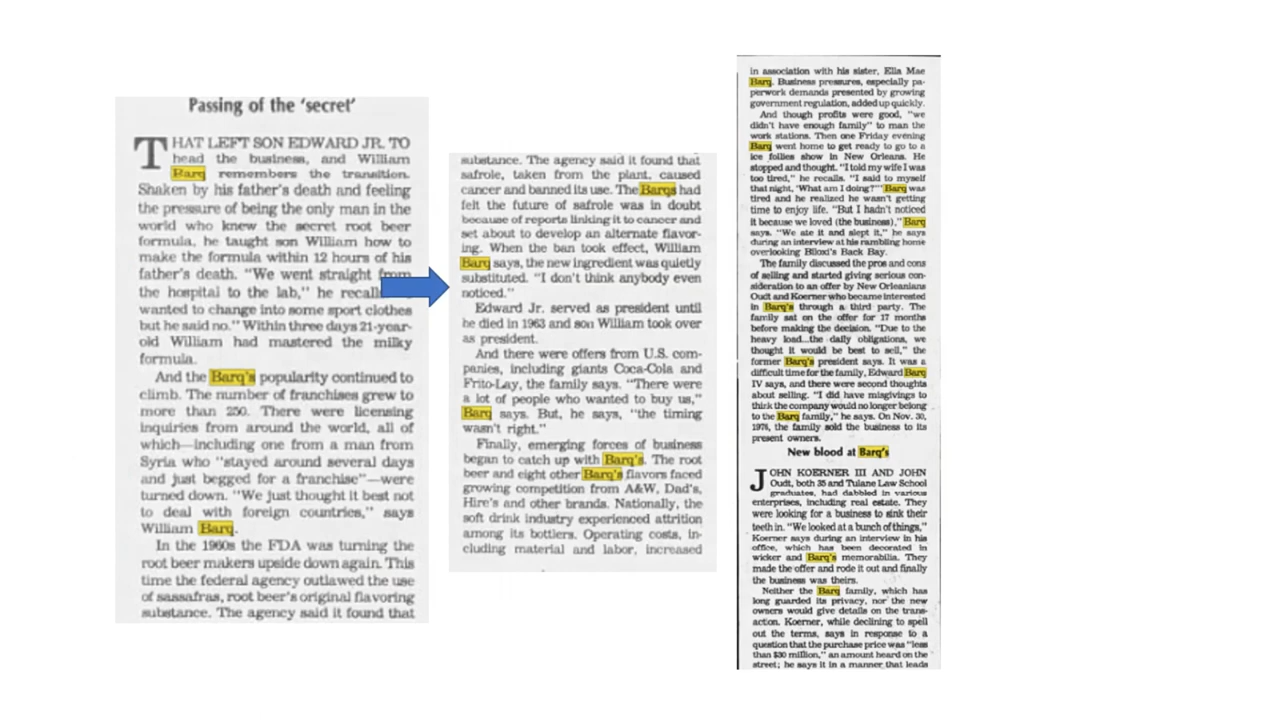 Passing of the 'secret'
THAT LEFT SON EDWARD JR. TO
head the business, and William
Barq remembers the transition.
Shaken by his father's death and feeling
the pressure of being the only man in the
world who knew the secret root beer
formula, he taught son William how to
make the formula within 12 hours of his
father's death. "We went straight from
the hospital to the lab," he recalls.
wanted to change into some sport clothes
but he said no." Within three days 21-year-
old William had mastered the milky
formula.
And the Barq's popularity continued to
climb. The number of franchises grew to
more than 250. There were licensing
inquiries from around the world, all of
which—including one from a man from
Syria who "stayed around several days
and just begged for a franchise"—were
turned down. "We just thought it best not
to deal with foreign countries," says
William Barq.
In the 1960s the FDA was turning the
root beer makers upside down again. This
time the federal agency outlawed the use
of sassafras, root beer's original flavoring
substance. The agency said it found that
substance. The agency said it found that
safrole, taken from the plant, caused
cancer and banned its use. The Barqs had
felt the future of safrole was in doubt
because of reports linking it to cancer and
set about to develop an alternate flavor-
ing. When the ban took effect, William
Barq says, the new ingredient was quietly
substituted. "I don't think anybody even
noticed."
Edward Jr. served as president until
he died in 1963 and son William took over
as president.
And there were offers from U.S. com-
panies, including giants Coca-Cola and
Frito-Lay, the family says. "There were
a lot of people who wanted to buy us,"
Barq says. But, he says, "the timing
wasn't right."
Finally, emerging forces of business
began to catch up with Barq's. The root
beer and eight other Barq's flavors faced
growing competition from A&W, Dad's,
Hire's and other brands. Nationally, the
soft drink industry experienced attrition
among its bottlers. Operating costs, in-
cluding material and labor, increased
in association with his sister, Ella Mae
Barq. Business pressures, especially pa-
perwork demands presented by growing
government regulation, added up quickly.
And though profits were good, "we
didn't have enough family" to man the
work stations. Then one Friday evening
Barq went home to get ready to go to a
ice follies show in New Orleans. He
stopped and thought. "I told my wife I was
too tired," he recalls. "I said to myself
that night, 'What am I doing?'" Barq was
tired and he realized he wasn't getting
time to enjoy life. "But I hadn't noticed
it because we loved (the business)," Barq
says. "We ate it and slept it," he says
during an interview at his rambling home
overlooking Biloxi's Back Bay.
The family discussed the pros and cons
of selling and started giving serious con-
sideration to an offer by New Orleanians
Oudt and Koerner who became interested
in Barq's through a third party. The
family sat on the offer for 17 months
before making the decision. "Due to the
heavy load...the daily obligations, we
thought it would be best to sell," the
former Barq's president says. It was a
difficult time for the family, Edward Barq
IV says, and there were second thoughts
about selling. "I did have misgivings to
think the company would no longer belong
to the Barq family," he says. On Nov. 30,
1976, the family sold the business to its
present owners.
New blood at Barq's
JOHN KOERNER III AND JOHN
Oudt, both 35 and Tulane Law School
graduates, had dabbled in various
enterprises, including real estate. They
were looking for a business to sink their
teeth in. "We looked at a bunch of things,"
Koerner says during an interview in his
office, which has been decorated in
wicker and Barq's memorabilia. They
made the offer and rode it out and finally
the business was theirs.
Neither the Barq family, which has
long guarded its privacy, nor the new
owners would give details on the trans-
action. Koerner, while declining to spell
out the terms, says in response to a
question that the purchase price was "less
than $30 million," an amount heard on the
street; he says it in a manner that leads